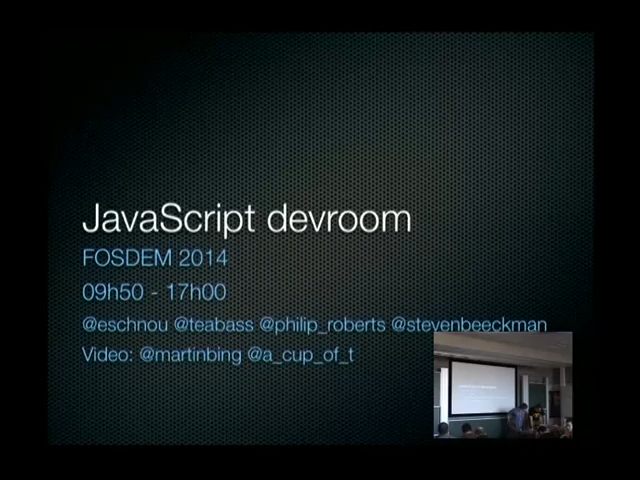 JavaScript devroom
FOSDEM 2014
09h50 - 17h00
@eschnou @teabass @philip_roberts @stevenbeeckman
Video: @martinbing @a_cup_of_t